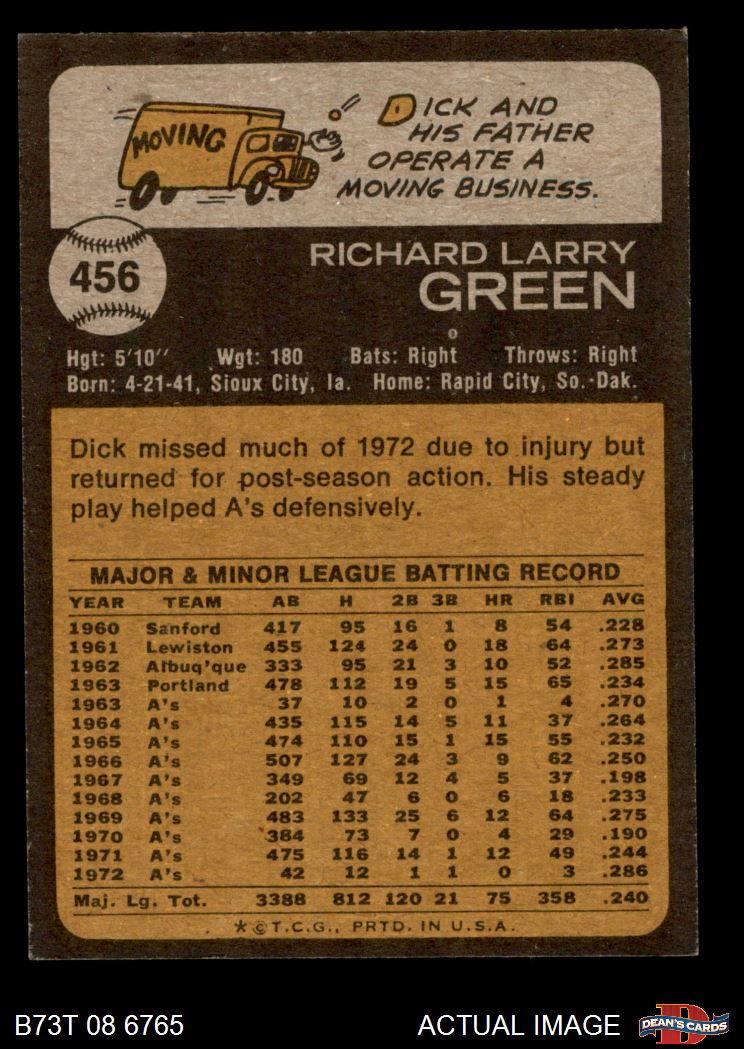 MOVING
DICK AND
HIS FATHER
OPERATE A
MOVING BUSINESS.
456
RICHARD LARRY
GREEN
Hgt: 5'10" Wgt: 180 Bats: Right Throws: Right
Born: 4-21-41, Sioux City, Ia. Home: Rapid City, So. Dak.
Dick missed much of 1972 due to injury but
returned for post-season action. His steady
play helped A's defensively.
MAJOR & MINOR LEAGUE BATTING RECORD
YEAR TEAM AB H 2B 3B HR RBI AVG
1960 Sanford 417 95 16 1 8 54 .228
1961 Lewiston 455 124 24 0 18 64 .273
1962 Albuq'que 333 95 21 3 10 52 .285
1963 Portland 478 112 19 5 15 65 .234
1963 A's 37 10 2 0 1 4 .270
1964 A's 435 115 14 5 11 37 .264
1965 A's 474 110 15 1 15 55 .232
1966 A's 507 127 24 3 9 62 .250
1967 A's 349 69 12 4 5 37 .198
1968 A's 202 47 6 0 6 18 .233
1969 A's 483 133 25 6 12 64 .275
1970 A's 384 73 7 0 4 29 .190
1971 A's 475 116 14 1 12 49 .244
1972 A's 42 12 1 1 0 3 .286
Maj. Lg. Tot. 3388 812 120 21 75 358 .240
*©T.C.G., PRTD. IN U.S.A.
B73T 08 6765 ACTUAL IMAGE DEAN'S CARDS